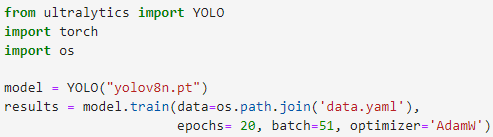 from ultralytics import YOLO
import torch
import os
model = YOLO("yolov8n.pt")
results = model.train(data=os.path.join('data.yaml'),
epochs= 20, batch=51, optimizer='AdamW')